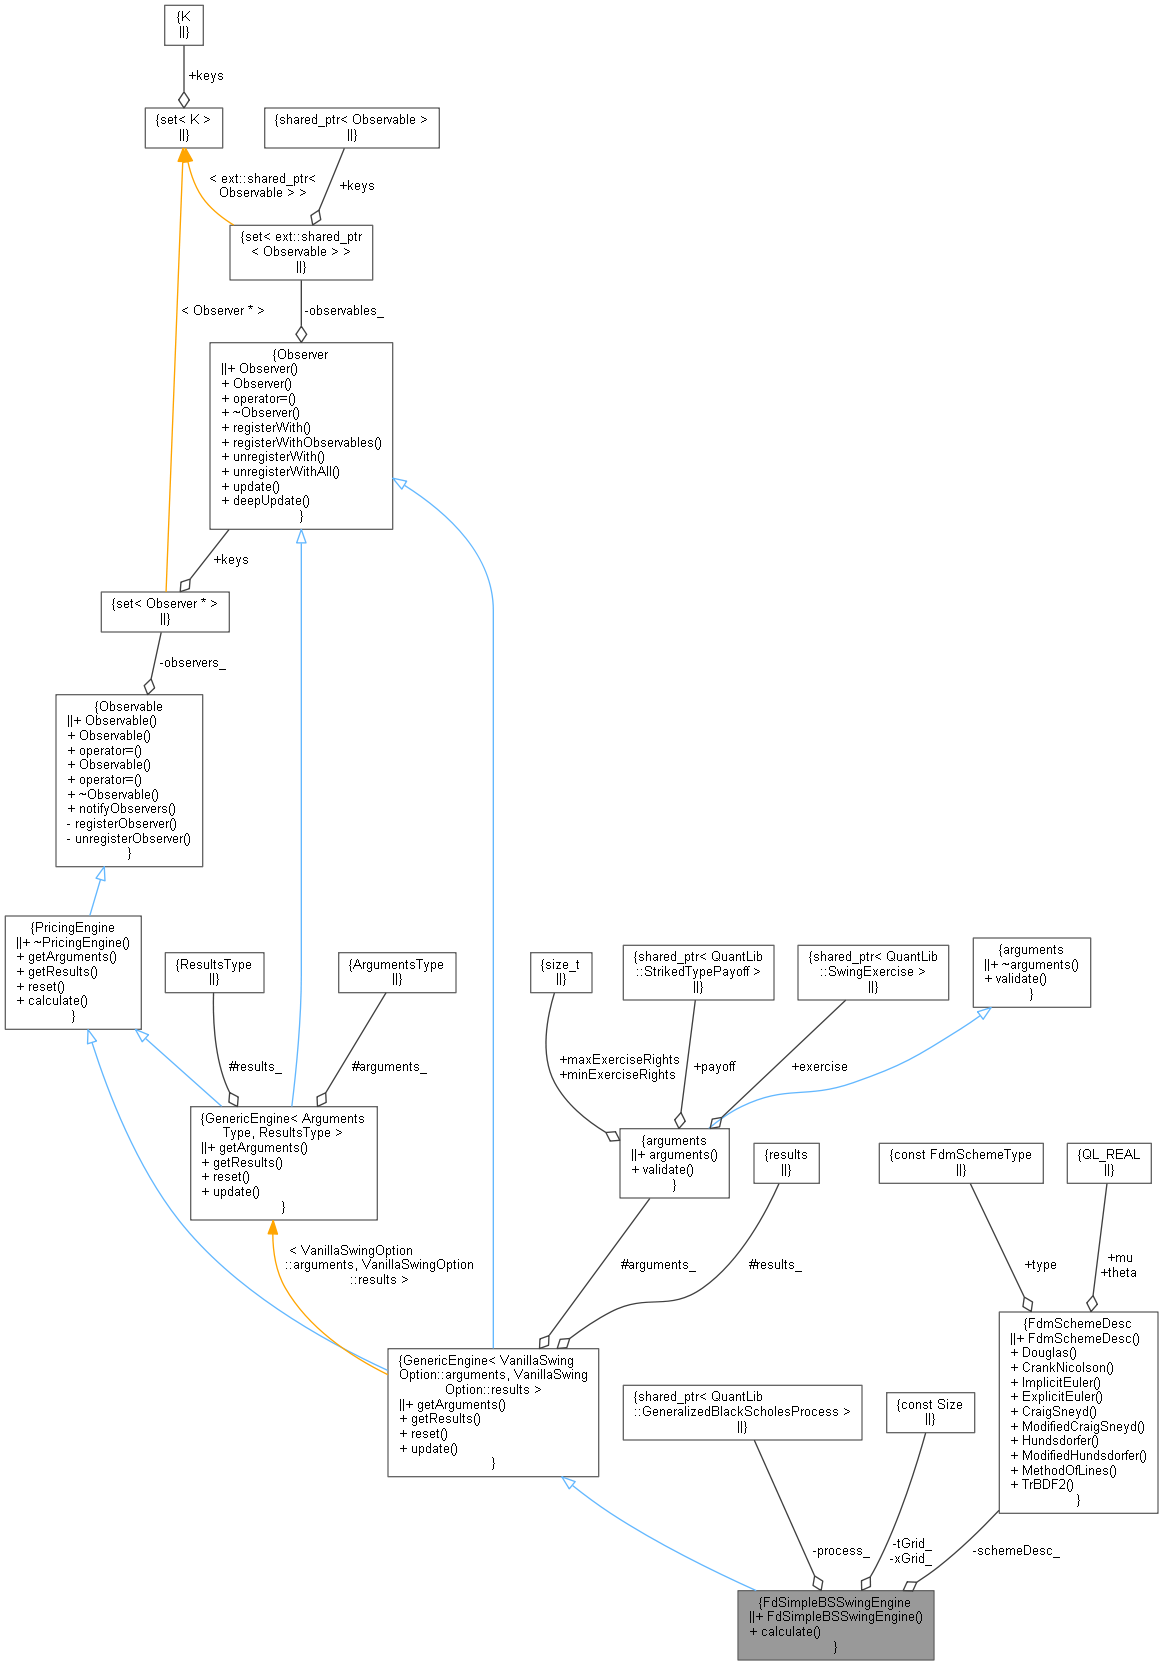 {K
||}
+keys
{set< K >
||}
{shared_ptr< Observable >
||}
< ext::shared_ptr<
Observable > >
+keys
{set< ext::shared_ptr
< Observable > >
||}
< Observer * >
-observables_
{Observer
||+ Observer()
+ Observer()
+ operator=()
+ ~Observer()
+ registerWith()
+ registerWithObservables()
+ unregisterWith()
+ unregisterWithAll()
+ update()
+ deepUpdate()
}
+keys
{set< Observer * >
||}
-observers_
{Observable
||+ Observable()
+ Observable()
+ operator=()
+ Observable()
+ operator=()
+ ~Observable()
+ notifyObservers()
- registerObserver()
- unregisterObserver()
}
{PricingEngine
||+ ~PricingEngine()
+ getArguments()
+ getResults()
+ reset()
+ calculate()
}
{ResultsType
||}
{ArgumentsType
||}
{size_t
||}
{shared_ptr< QuantLib
::StrikedTypePayoff >
||}
{shared_ptr< QuantLib
::SwingExercise >
||}
{arguments
||+ ~arguments()
+ validate()
}
#results_
#arguments_
+maxExerciseRights
+minExerciseRights
+payoff
+exercise
{GenericEngine< Arguments
Type, ResultsType >
||+ getArguments()
+ getResults()
+ reset()
+ update()
}
{arguments
||+ arguments()
+ validate()
}
{results
||}
{const FdmSchemeType
||}
{QL_REAL
||}
< VanillaSwingOption
::arguments, VanillaSwingOption
::results >
#arguments_
#results_
+type
+mu
+theta
{FdmSchemeDesc
||+ FdmSchemeDesc()
+ Douglas()
+ CrankNicolson()
+ ImplicitEuler()
+ ExplicitEuler()
+ CraigSneyd()
+ ModifiedCraigSneyd()
+ Hundsdorfer()
+ ModifiedHundsdorfer()
+ MethodOfLines()
+ TrBDF2()
}
{GenericEngine< VanillaSwing
Option::arguments, VanillaSwing
Option::results >
||+ getArguments()
+ getResults()
+ reset()
+ update()
}
{shared_ptr< QuantLib
::GeneralizedBlackScholesProcess >
||}
{const Size
||}
-process_
-tGrid_
-xGrid_
-schemeDesc_
{FdSimpleBSSwingEngine
||+ FdSimpleBSSwingEngine()
+ calculate()
}